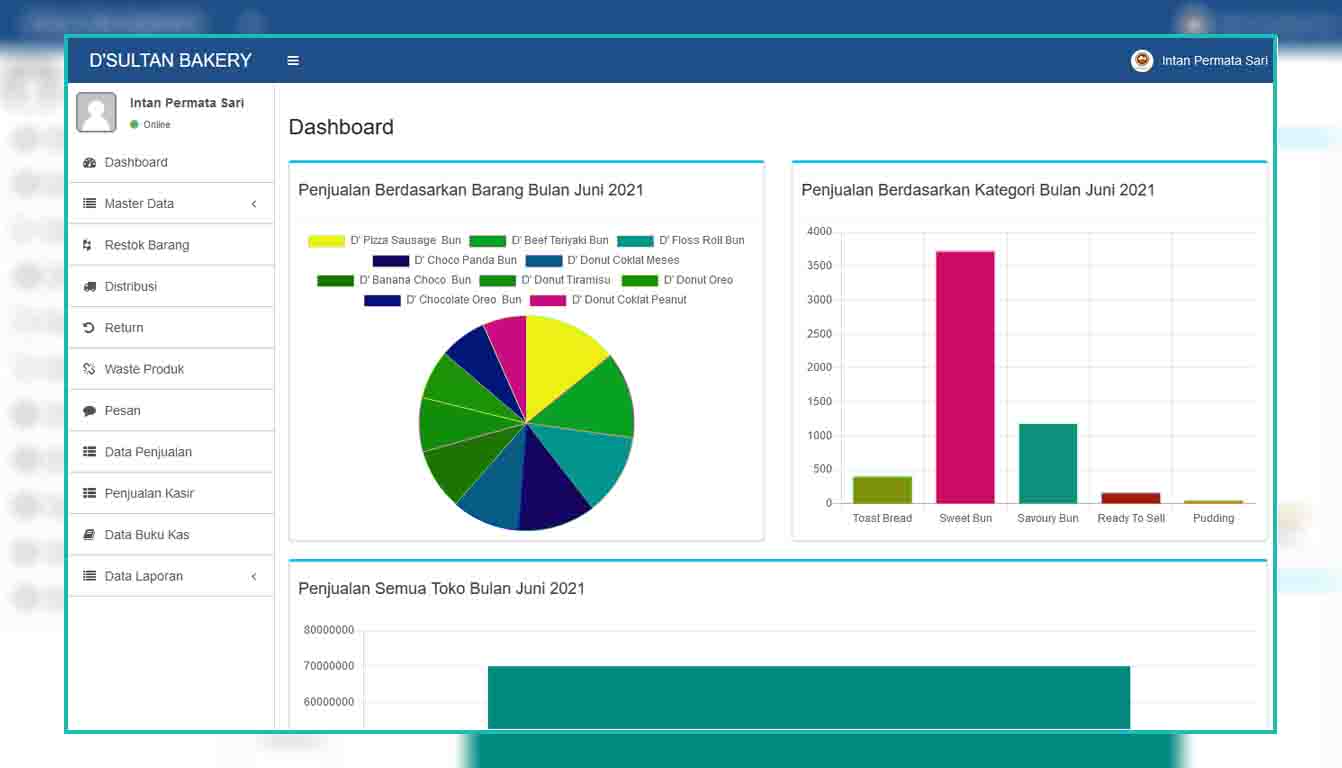 D'SULTAN BAKERY
Intan Permata Sari
Intan Permata Sari
Online
Dashboard
Master Data
Restok Barang
Distribusi
Return
Waste Produk
Pesan
Data Penjualan
Penjualan Kasir
Data Buku Kas
Data Laporan
Dashboard
Penjualan Berdasarkan Barang Bulan Juni 2021
D' Pizza Sausage Bun D' Beef Teriyaki Bun D' Floss Roll Bun
D' Choco Panda Bun D' Donut Coklat Meses
D' Banana Choco Bun D' Donut Tiramisu D' Donut Oreo
D' Chocolate Oreo Bun D' Donut Coklat Peanut
Penjualan Berdasarkan Kategori Bulan Juni 2021
4000
3500
3000
2500
2000
1500
1000
500
0
Toast Bread Sweet Bun Savoury Bun Ready To Sell Pudding
Penjualan Semua Toko Bulan Juni 2021
80000000
70000000
60000000